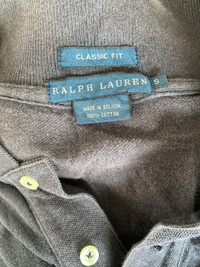 CLASSIC FIT
RALPH LAUREN S
MADE IN BOLIVIA
100% COTTON